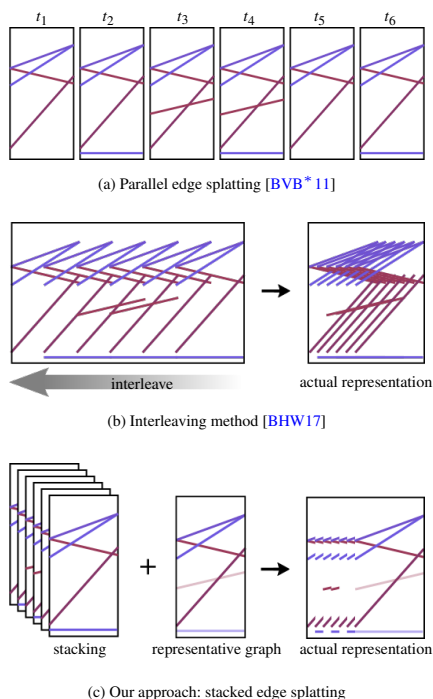 t1 t2 t3 t4 t5 t6
(a) Parallel edge splatting [BVB*11]
interleave
actual representation
(b) Interleaving method [BHW17]
+
stacking
representative graph
actual representation
(c) Our approach: stacked edge splatting